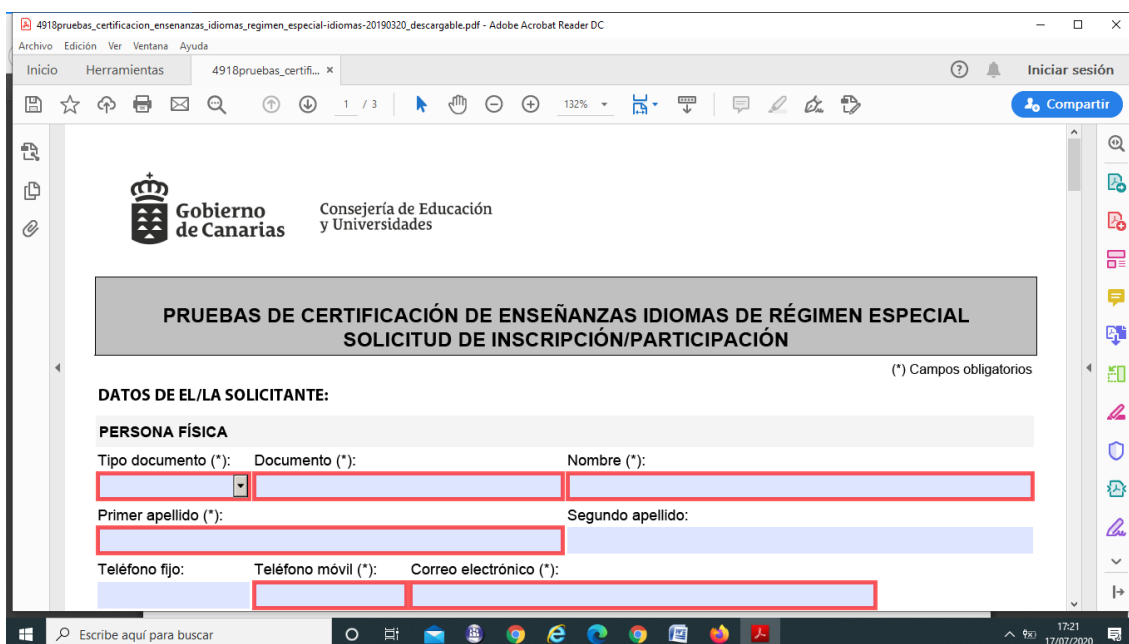 4918pruebas_certificacion_ensenanzas_idiomas_regimen_especial-idiomas-20190320_descargable.pdf - Adobe Acrobat Reader DC
Archivo Edición Ver Ventana Ayuda
Inicio Herramientas 4918pruebas_certifi... × Iniciar sesión
1 / 3 132% Compartir
Gobierno de Canarias
Consejería de Educación y Universidades
PRUEBAS DE CERTIFICACIÓN DE ENSEÑANZAS IDIOMAS DE RÉGIMEN ESPECIAL
SOLICITUD DE INSCRIPCIÓN/PARTICIPACIÓN
(*) Campos obligatorios
DATOS DE EL/LA SOLICITANTE:
PERSONA FÍSICA
Tipo documento (*): Documento (*): Nombre (*):
Primer apellido (*): Segundo apellido:
Teléfono fijo: Teléfono móvil (*): Correo electrónico (*):
Escribe aquí para buscar
17:21
17/07/2020